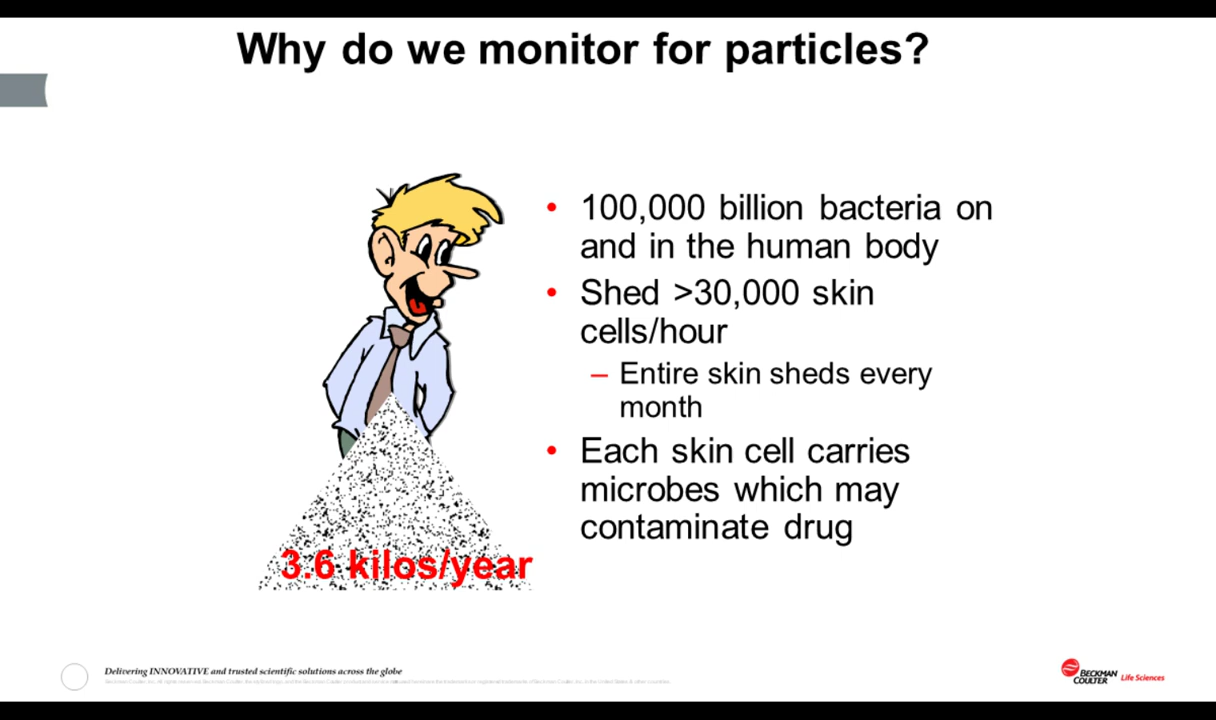 Why do we monitor for particles?
• 100,000 billion bacteria on
and in the human body
• Shed >30,000 skin
cells/hour
– Entire skin sheds every
month
• Each skin cell carries
microbes which may
contaminate drug
3.6 kilos/year
Delivering INNOVATIVE and trusted scientific solutions across the globe
BECKMAN
COULTER Life Sciences